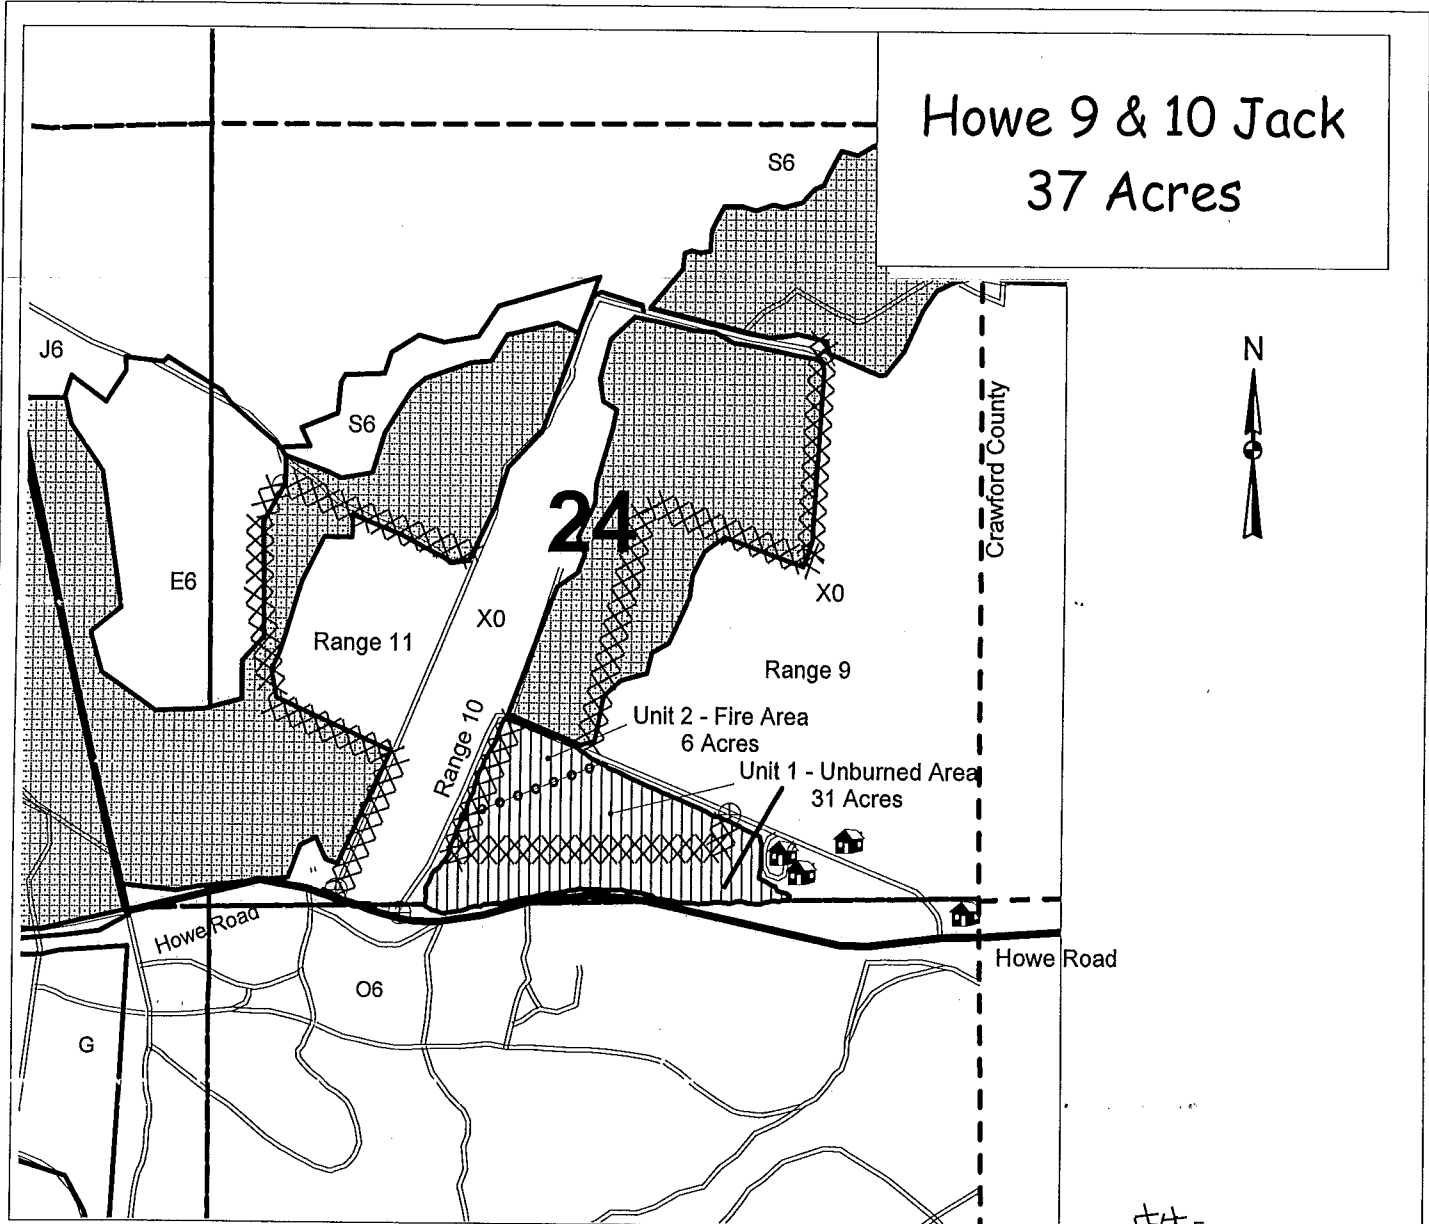 Howe 9 & 10 Jack
37 Acres
S6
N
J6
S6
Crawford County
24
E6
X0
X0
Range 11
Range 9
Range 10
Unit 2 - Fire Area
6 Acres
Unit 1 - Unburned Area
31 Acres
Howe Road
Howe Road
O6
G